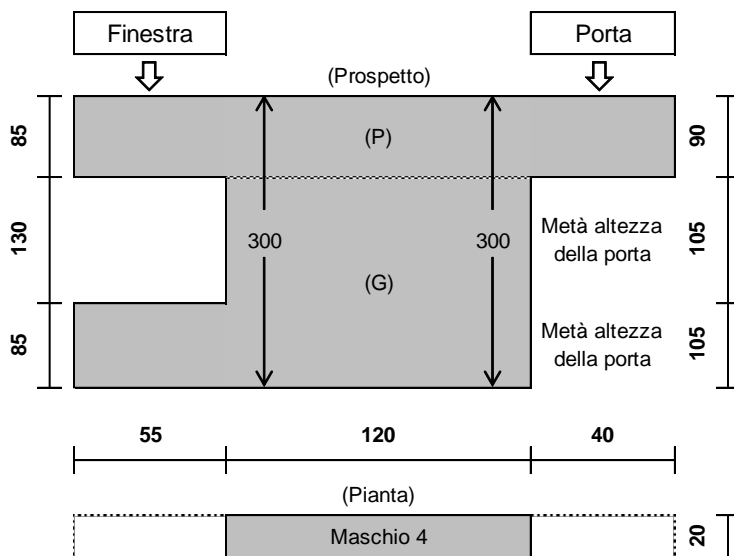 Finestra
Porta
(Prospetto)
85
(P)
90
130
300
300
Metà altezza
della porta
105
(G)
85
Metà altezza
della porta
105
55
120
40
(Pianta)
Maschio 4
20